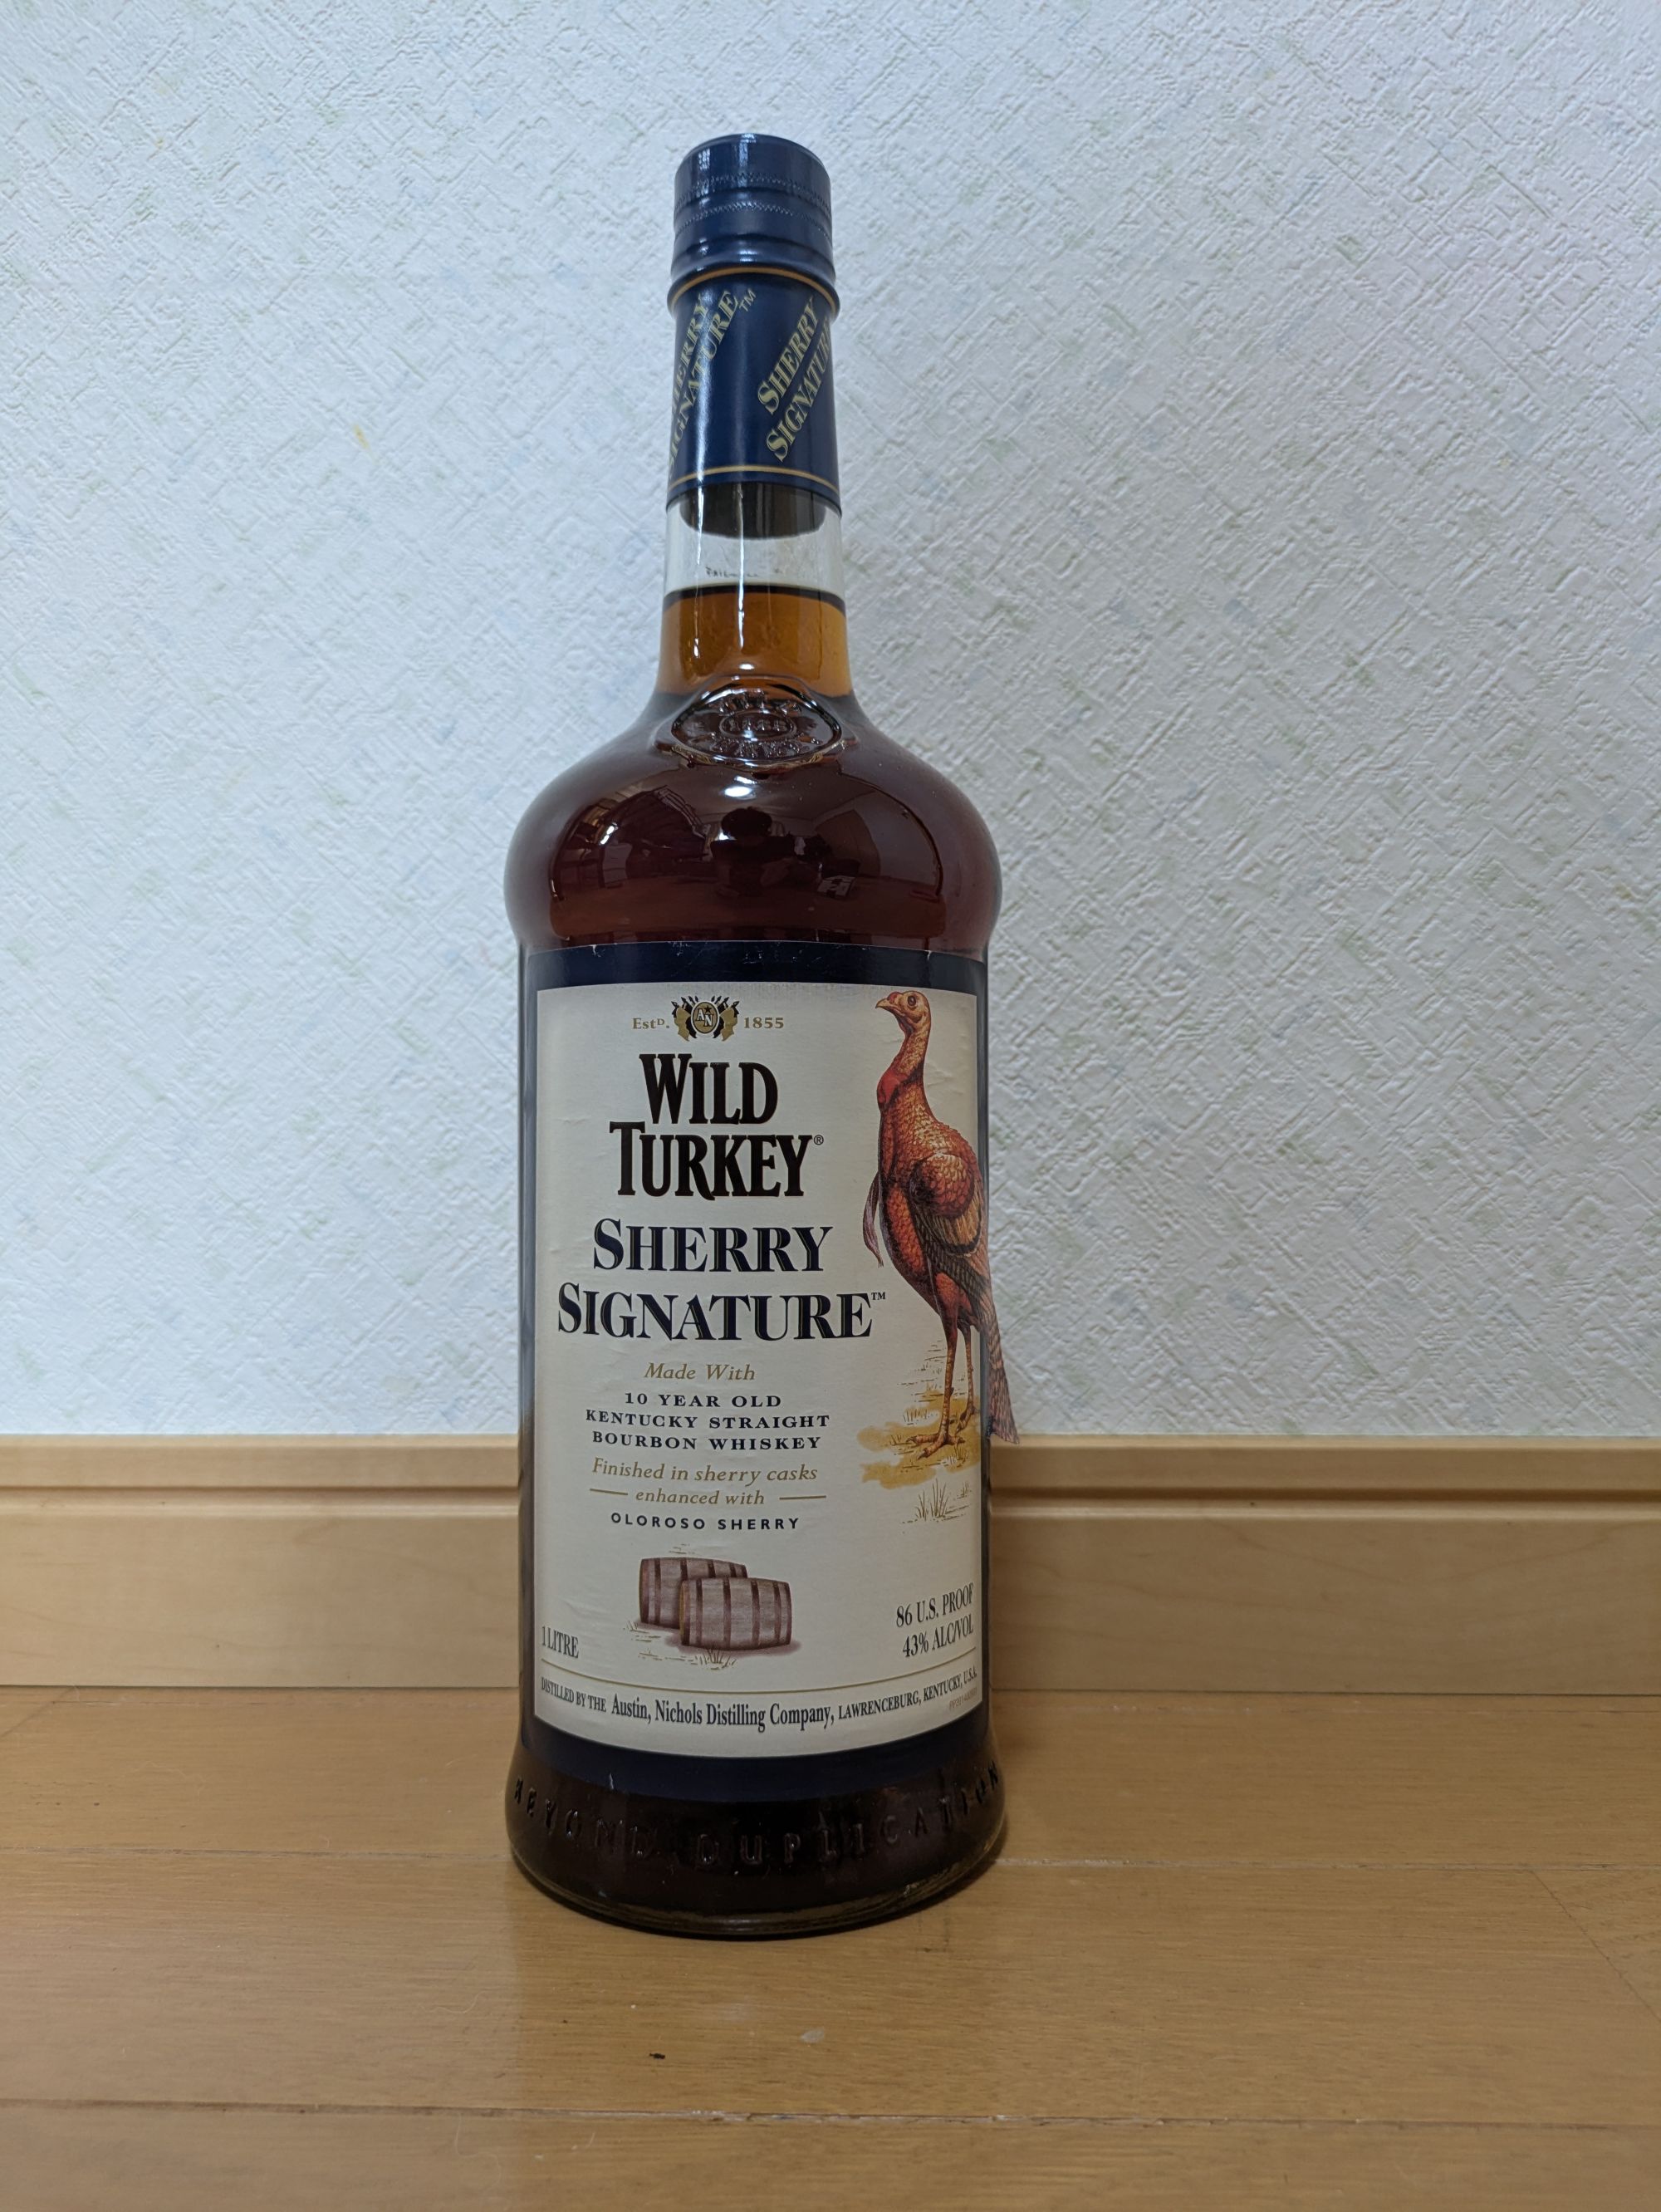 SHERRY
SIGNATURE™
SHERRY
Estᴰ. AN 1855
WILD
TURKEY®
SHERRY
SIGNATURE™
Made With
10 YEAR OLD
KENTUCKY STRAIGHT
BOURBON WHISKEY
Finished in sherry casks
enhanced with
OLOROSO SHERRY
1 LITRE
86 U.S. PROOF
43% ALC/VOL
DISTILLED BY THE Austin, Nichols Distilling Company, LAWRENCEBURG, KENTUCKY, U.S.A.
BEYOND DUPLICATION